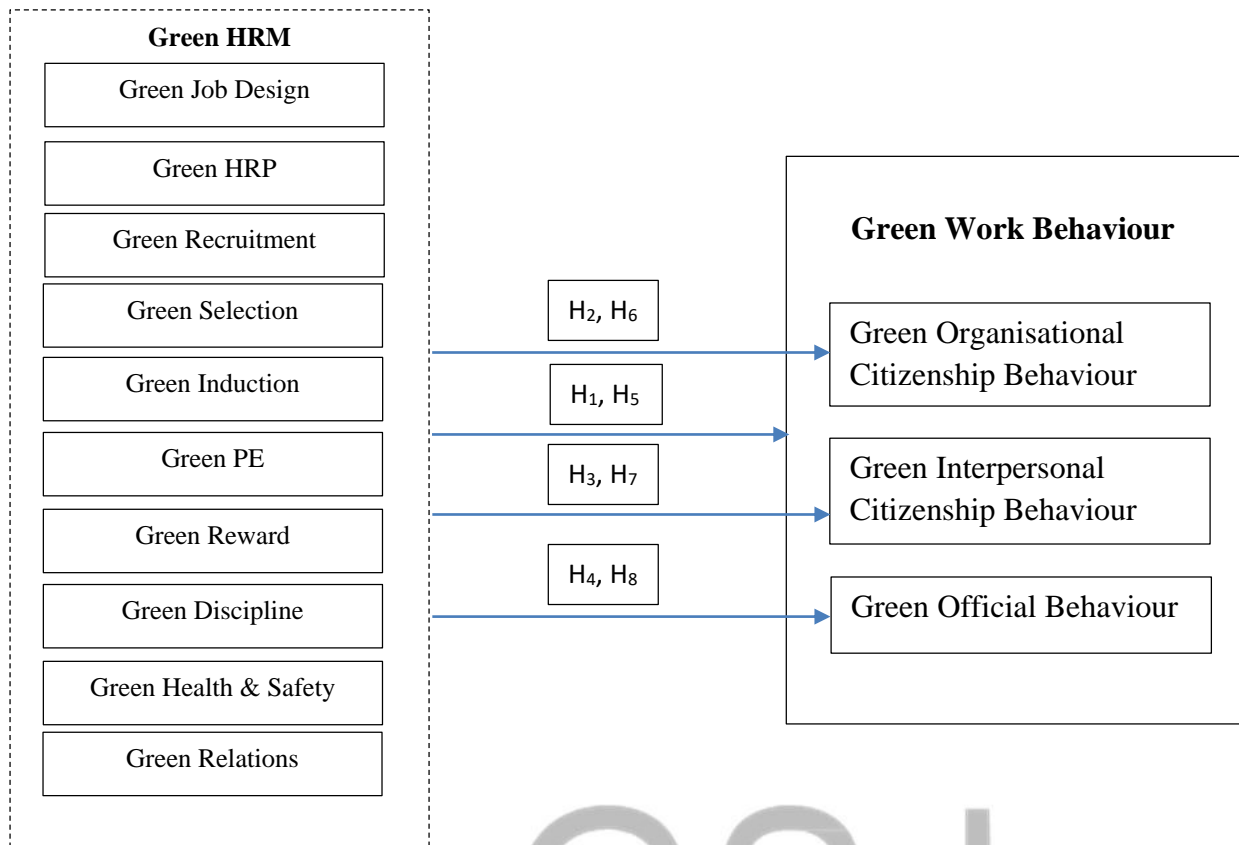 Green HRM
Green Job Design
Green HRP
Green Recruitment
Green Selection
Green Induction
Green PE
Green Reward
Green Discipline
Green Health & Safety
Green Relations
H₂, H₆
H₁, H₅
H₃, H₇
H₄, H₈
Green Work Behaviour
Green Organisational
Citizenship Behaviour
Green Interpersonal
Citizenship Behaviour
Green Official Behaviour